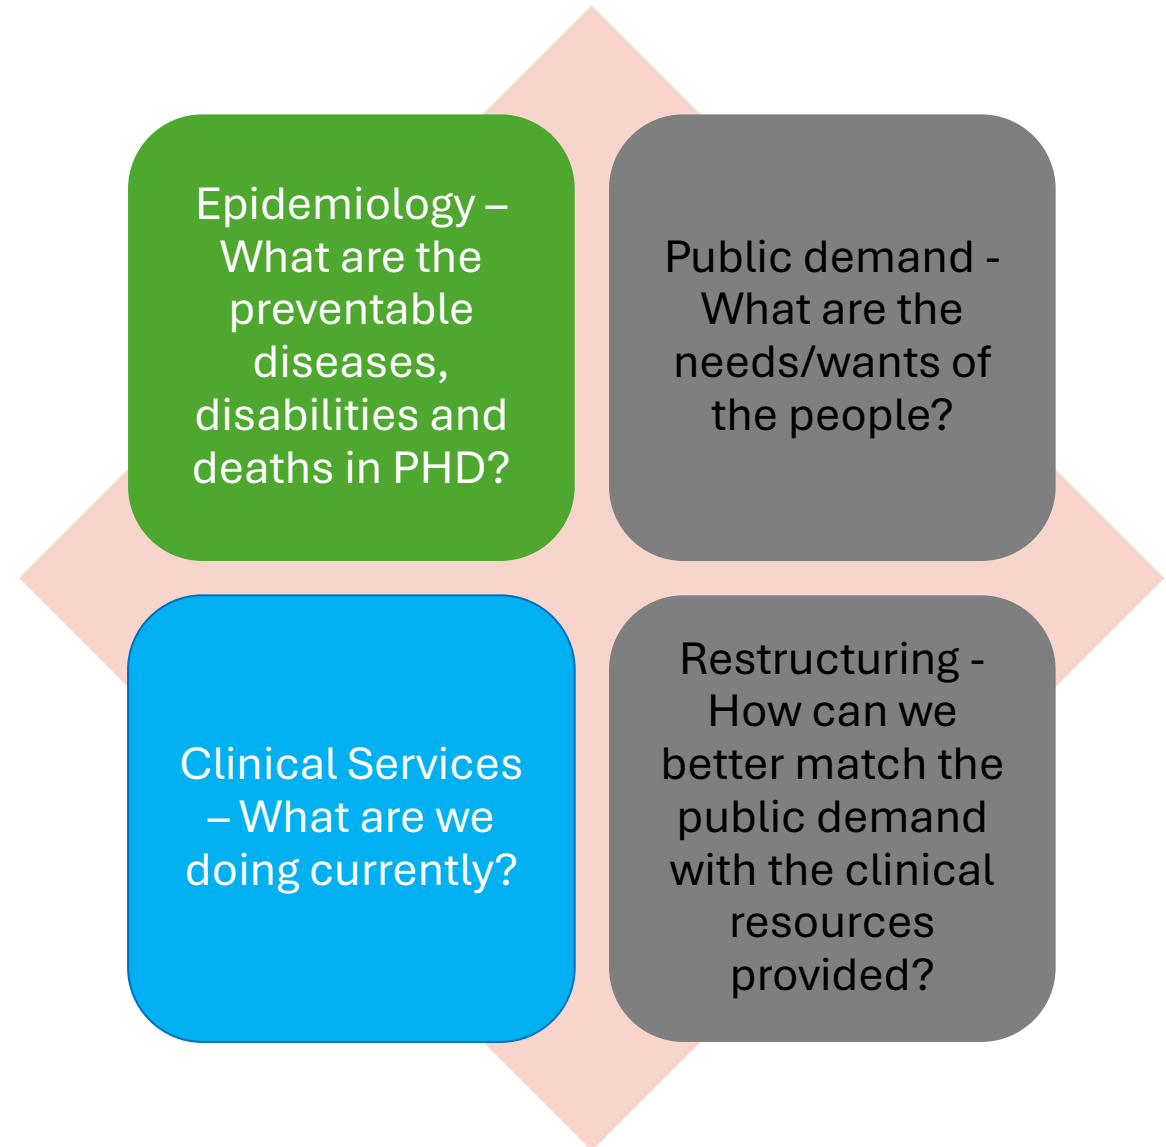 Epidemiology –
What are the
preventable
diseases,
disabilities and
deaths in PHD?
Public demand -
What are the
needs/wants of
the people?
Clinical Services
– What are we
doing currently?
Restructuring -
How can we
better match the
public demand
with the clinical
resources
provided?